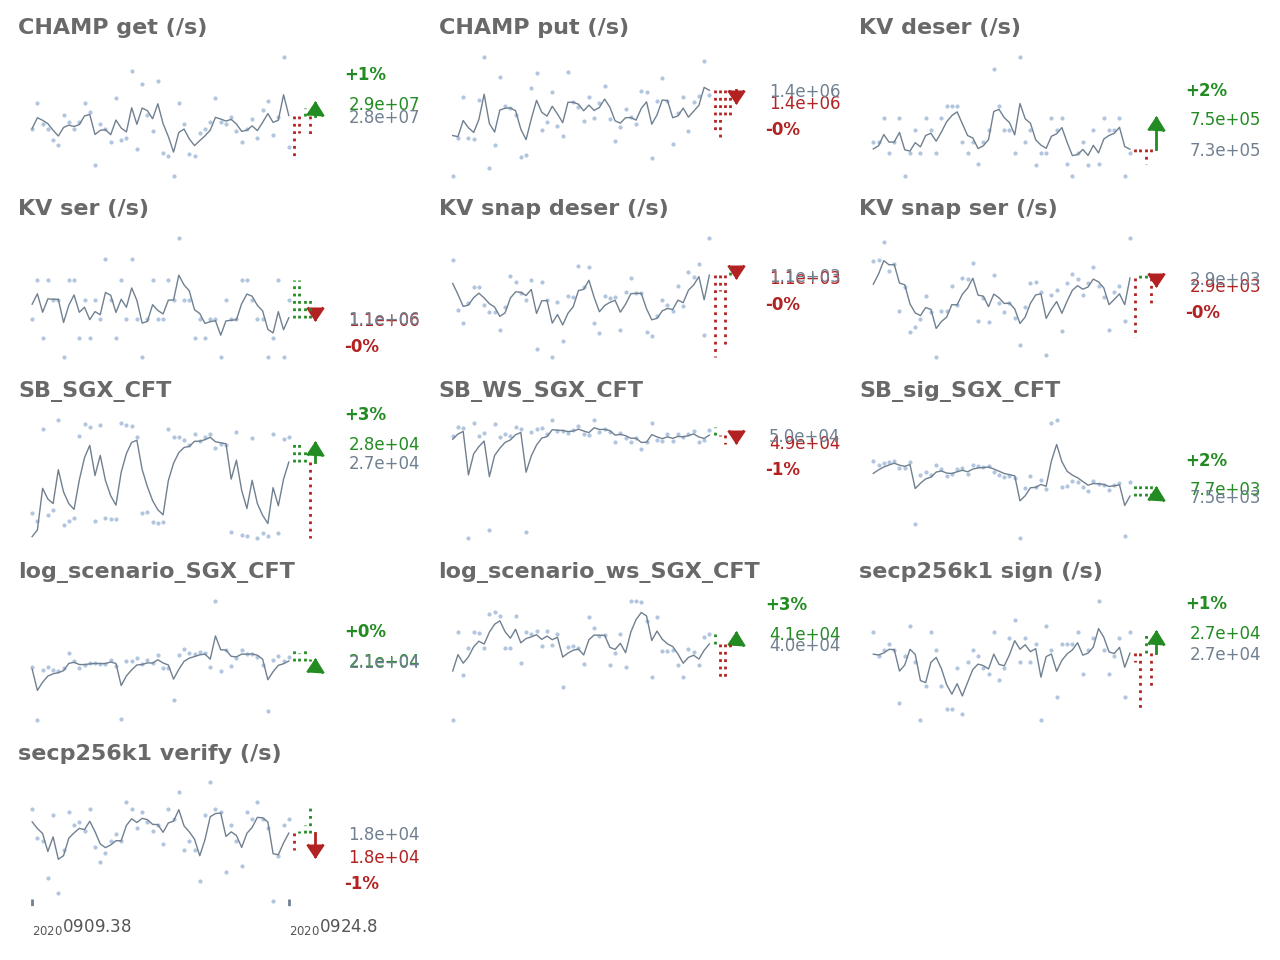 CHAMP get (/s)
+1%
2.9e+07
2.8e+07
CHAMP put (/s)
1.4e+06
1.4e+06
-0%
KV deser (/s)
+2%
7.5e+05
7.3e+05
KV ser (/s)
1.1e+06
-0%
KV snap deser (/s)
1.1e+03
-0%
KV snap ser (/s)
2.9e+03
2.9e+03
-0%
SB_SGX_CFT
+3%
2.8e+04
2.7e+04
SB_WS_SGX_CFT
5.0e+04
4.9e+04
-1%
SB_sig_SGX_CFT
+2%
7.7e+03
7.5e+03
log_scenario_SGX_CFT
+0%
2.1e+04
log_scenario_ws_SGX_CFT
+3%
4.1e+04
4.0e+04
secp256k1 sign (/s)
+1%
2.7e+04
2.7e+04
secp256k1 verify (/s)
1.8e+04
1.8e+04
-1%
20200909.38
20200924.8